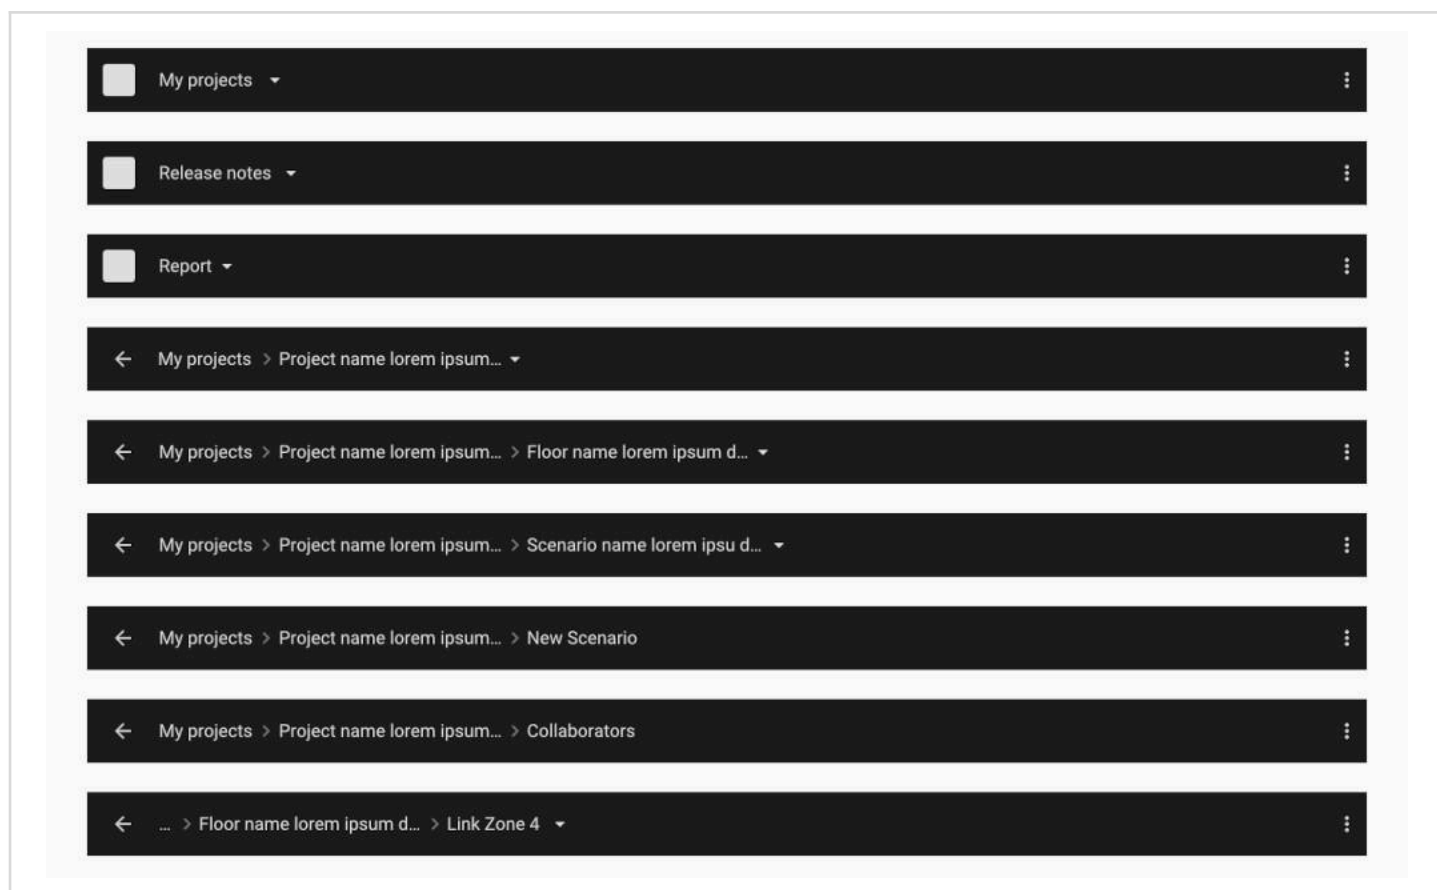 My projects
Release notes
Report
My projects > Project name lorem ipsum...
My projects > Project name lorem ipsum... > Floor name lorem ipsum d...
My projects > Project name lorem ipsum... > Scenario name lorem ipsu d...
My projects > Project name lorem ipsum... > New Scenario
My projects > Project name lorem ipsum... > Collaborators
... > Floor name lorem ipsum d... > Link Zone 4